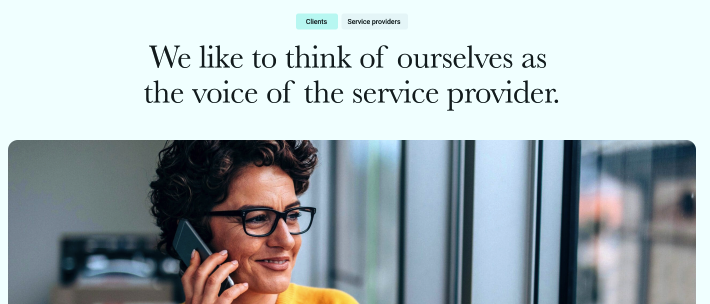 Clients
Service providers
We like to think of ourselves as
the voice of the service provider.